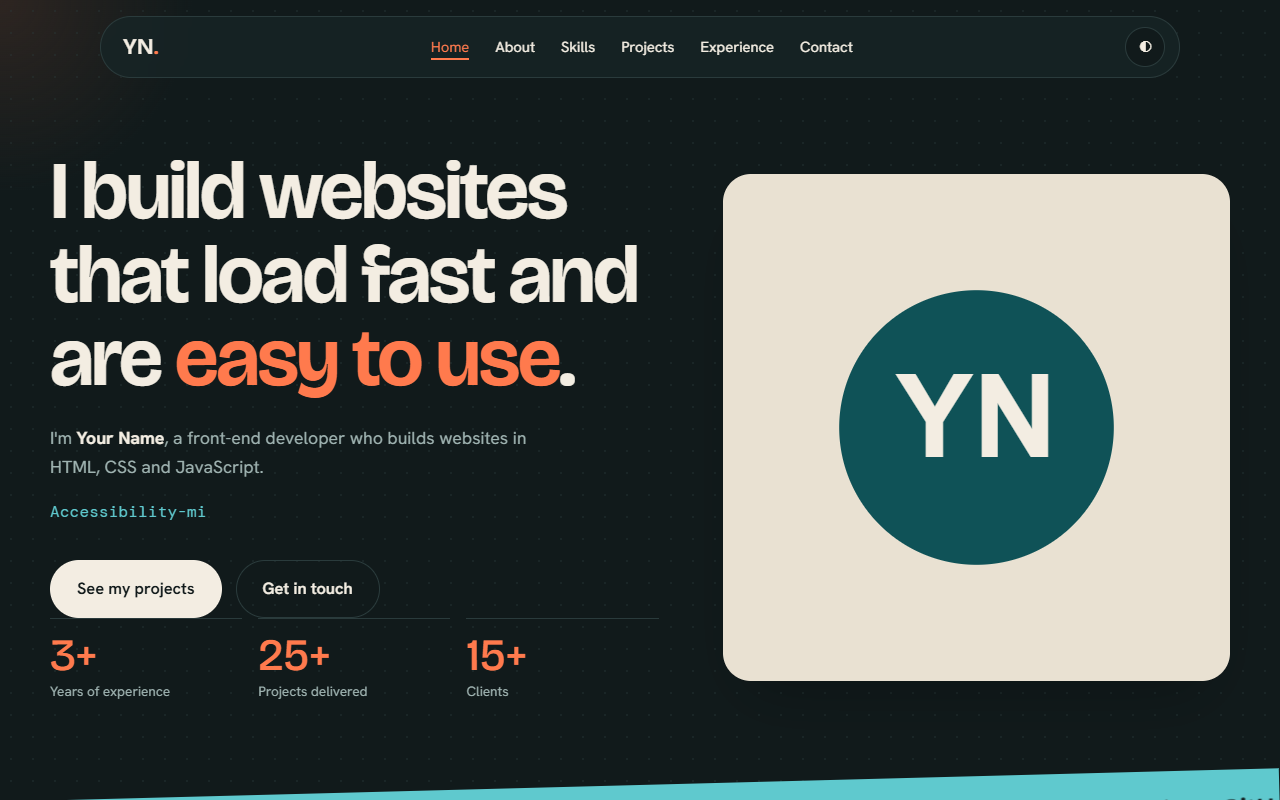 YN.
Home
About
Skills
Projects
Experience
Contact
I build websites
that load fast and
are easy to use.
I'm Your Name, a front-end developer who builds websites in
HTML, CSS and JavaScript.
Accessibility-mi
See my projects
Get in touch
3+
25+
15+
Years of experience
Projects delivered
Clients
YN